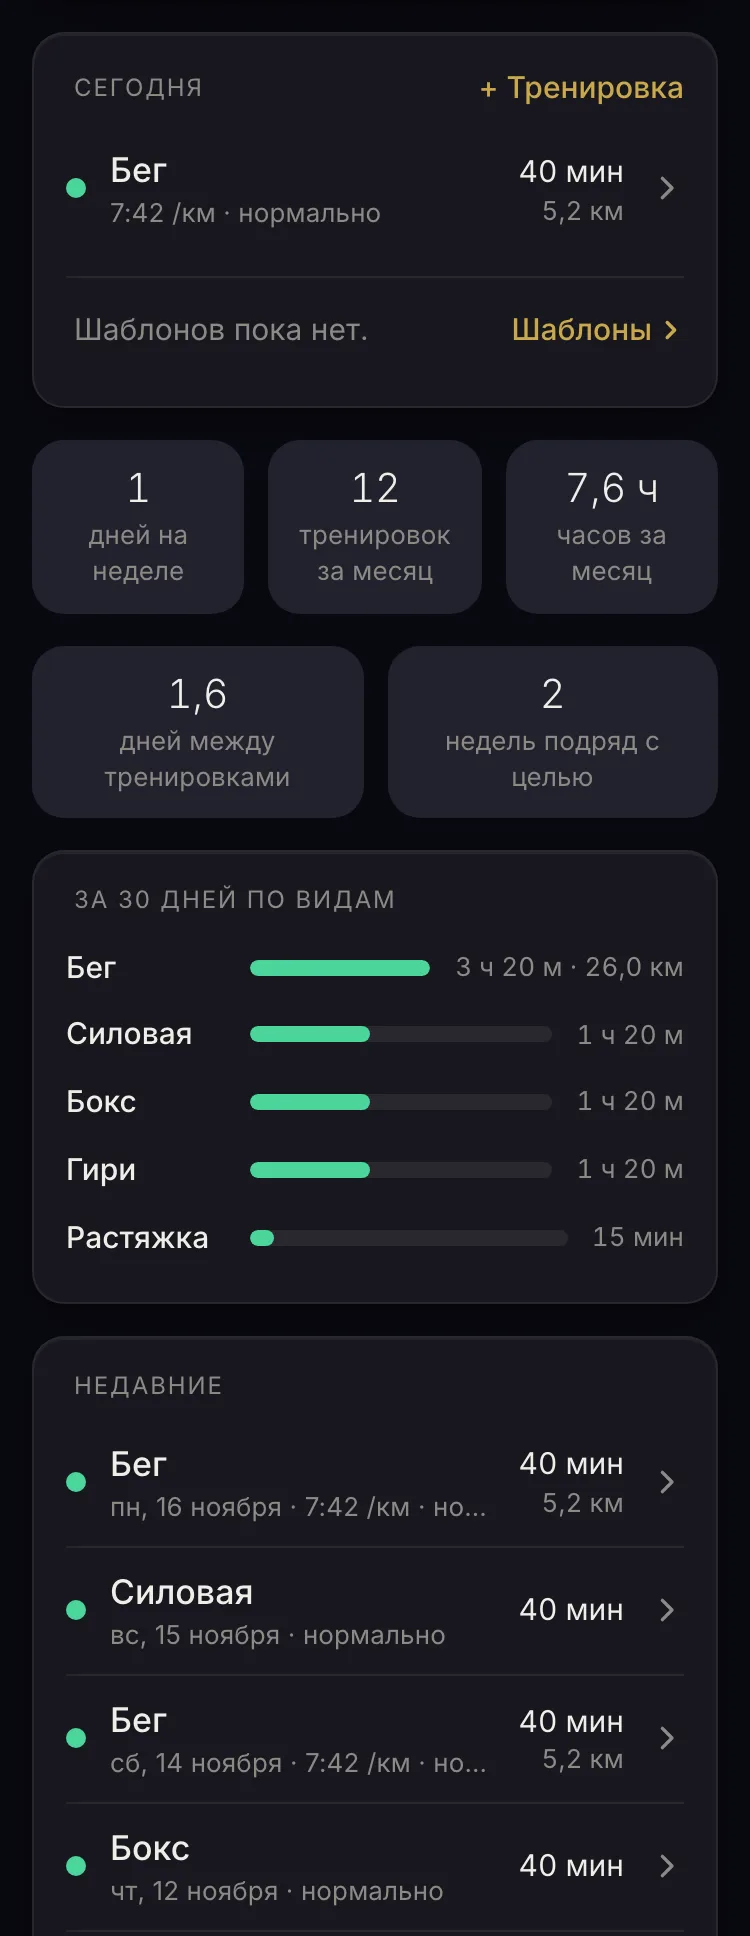 СЕГОДНЯ
+ Тренировка
Бег
40 мин
7:42 /км · нормально
5,2 км
Шаблонов пока нет.
Шаблоны
1
дней на
неделе
12
тренировок
за месяц
7,6 ч
часов за
месяц
1,6
дней между
тренировками
2
недель подряд с
целью
ЗА 30 ДНЕЙ ПО ВИДАМ
Бег
3 ч 20 м · 26,0 км
Силовая
1 ч 20 м
Бокс
1 ч 20 м
Гири
1 ч 20 м
Растяжка
15 мин
НЕДАВНИЕ
Бег
40 мин
пн, 16 ноября · 7:42 /км · но...
5,2 км
Силовая
40 мин
вс, 15 ноября · нормально
Бег
40 мин
сб, 14 ноября · 7:42 /км · но...
5,2 км
Бокс
40 мин
чт, 12 ноября · нормально